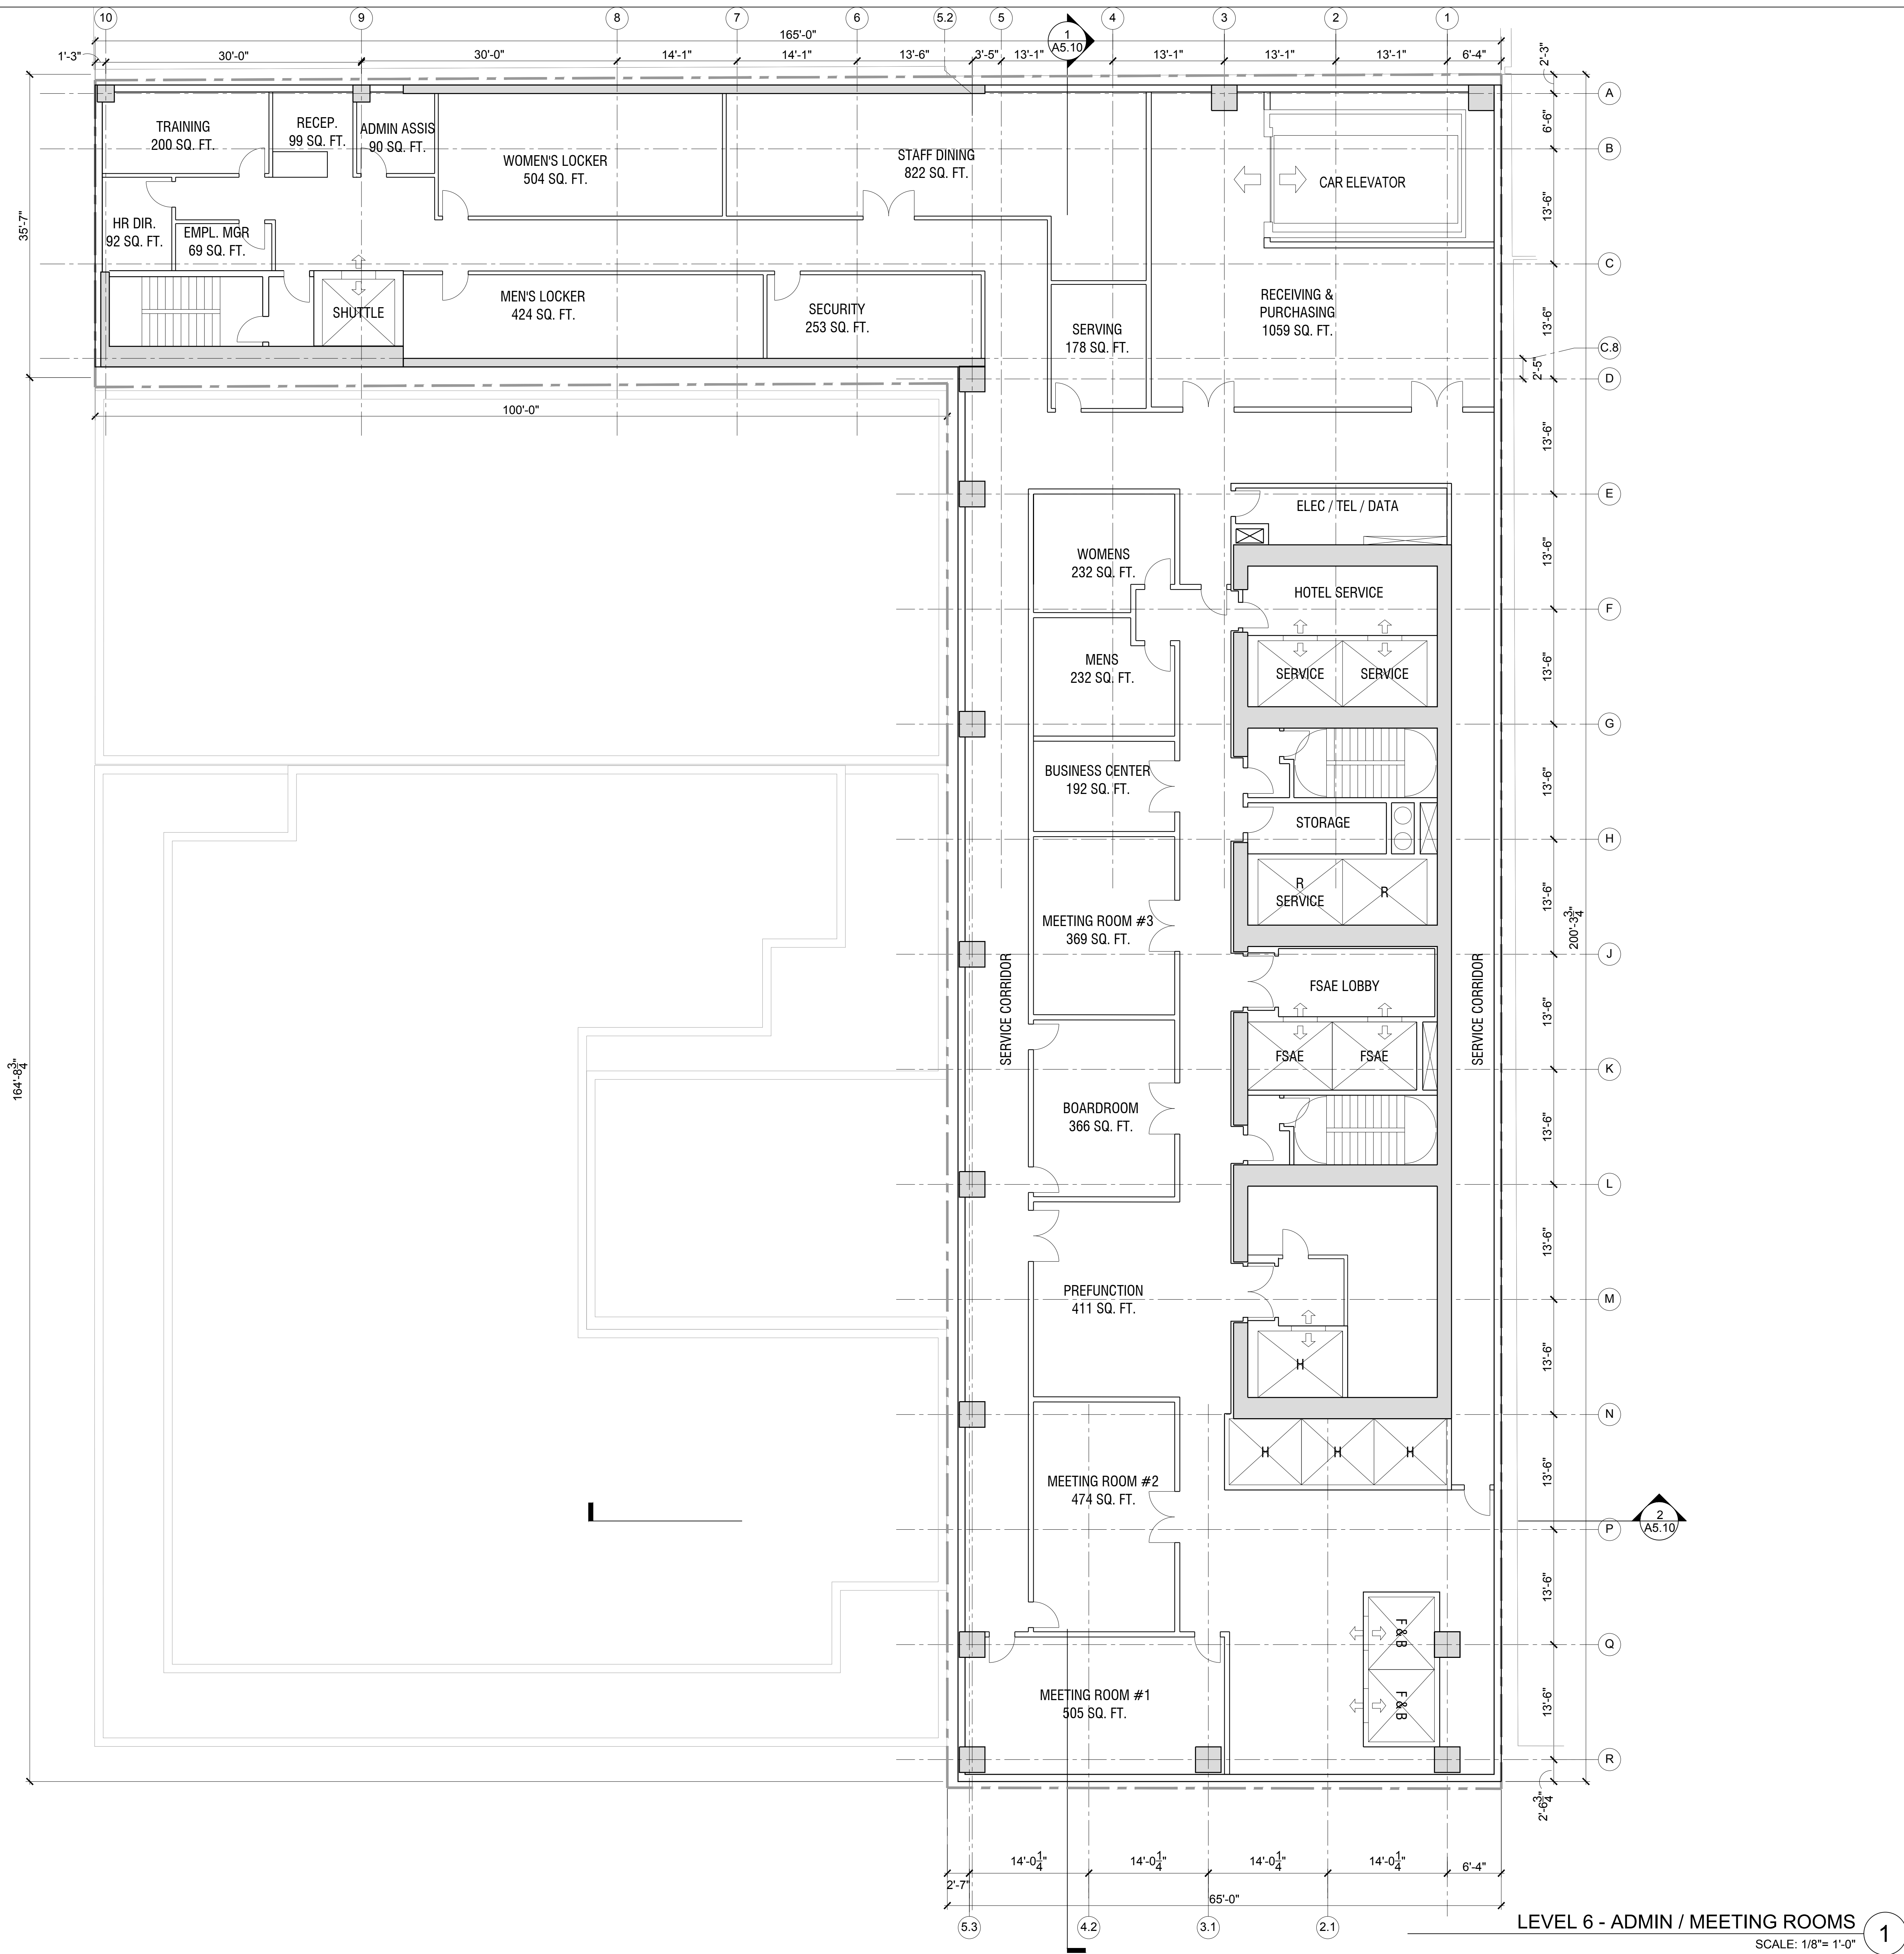 10
9
8
7
6
5.2
5
4
3
2
1
165'-0"
1
A5.10
1'-3"
30'-0"
30'-0"
14'-1"
14'-1"
13'-6"
3'-5"
13'-1"
13'-1"
13'-1"
13'-1"
6'-4"
2'-3"
A
6'-6"
B
13'-6"
C
13'-6"
C.8
2'-5"
D
13'-6"
E
13'-6"
F
13'-6"
G
13'-6"
H
13'-6"
200'-3 3/4"
J
13'-6"
K
13'-6"
L
13'-6"
M
13'-6"
N
13'-6"
P
13'-6"
Q
13'-6"
R
2'-6 3/4"
35'-7"
164'-8 3/4"
100'-0"
TRAINING
200 SQ. FT.
RECEP.
99 SQ. FT.
ADMIN ASSIS
90 SQ. FT.
WOMEN'S LOCKER
504 SQ. FT.
STAFF DINING
822 SQ. FT.
CAR ELEVATOR
HR DIR.
92 SQ. FT.
EMPL. MGR
69 SQ. FT.
SHUTTLE
MEN'S LOCKER
424 SQ. FT.
SECURITY
253 SQ. FT.
SERVING
178 SQ. FT.
RECEIVING &
PURCHASING
1059 SQ. FT.
ELEC / TEL / DATA
WOMENS
232 SQ. FT.
HOTEL SERVICE
MENS
232 SQ. FT.
SERVICE
SERVICE
BUSINESS CENTER
192 SQ. FT.
STORAGE
R
SERVICE
R
MEETING ROOM #3
369 SQ. FT.
SERVICE CORRIDOR
FSAE LOBBY
SERVICE CORRIDOR
FSAE
FSAE
BOARDROOM
366 SQ. FT.
PREFUNCTION
411 SQ. FT.
H
H
H
H
MEETING ROOM #2
474 SQ. FT.
2
A5.10
F & B
F & B
MEETING ROOM #1
505 SQ. FT.
14'-0 1/4"
14'-0 1/4"
14'-0 1/4"
14'-0 1/4"
6'-4"
2'-7"
65'-0"
5.3
4.2
3.1
2.1
LEVEL 6 - ADMIN / MEETING ROOMS
1
SCALE: 1/8"= 1'-0"